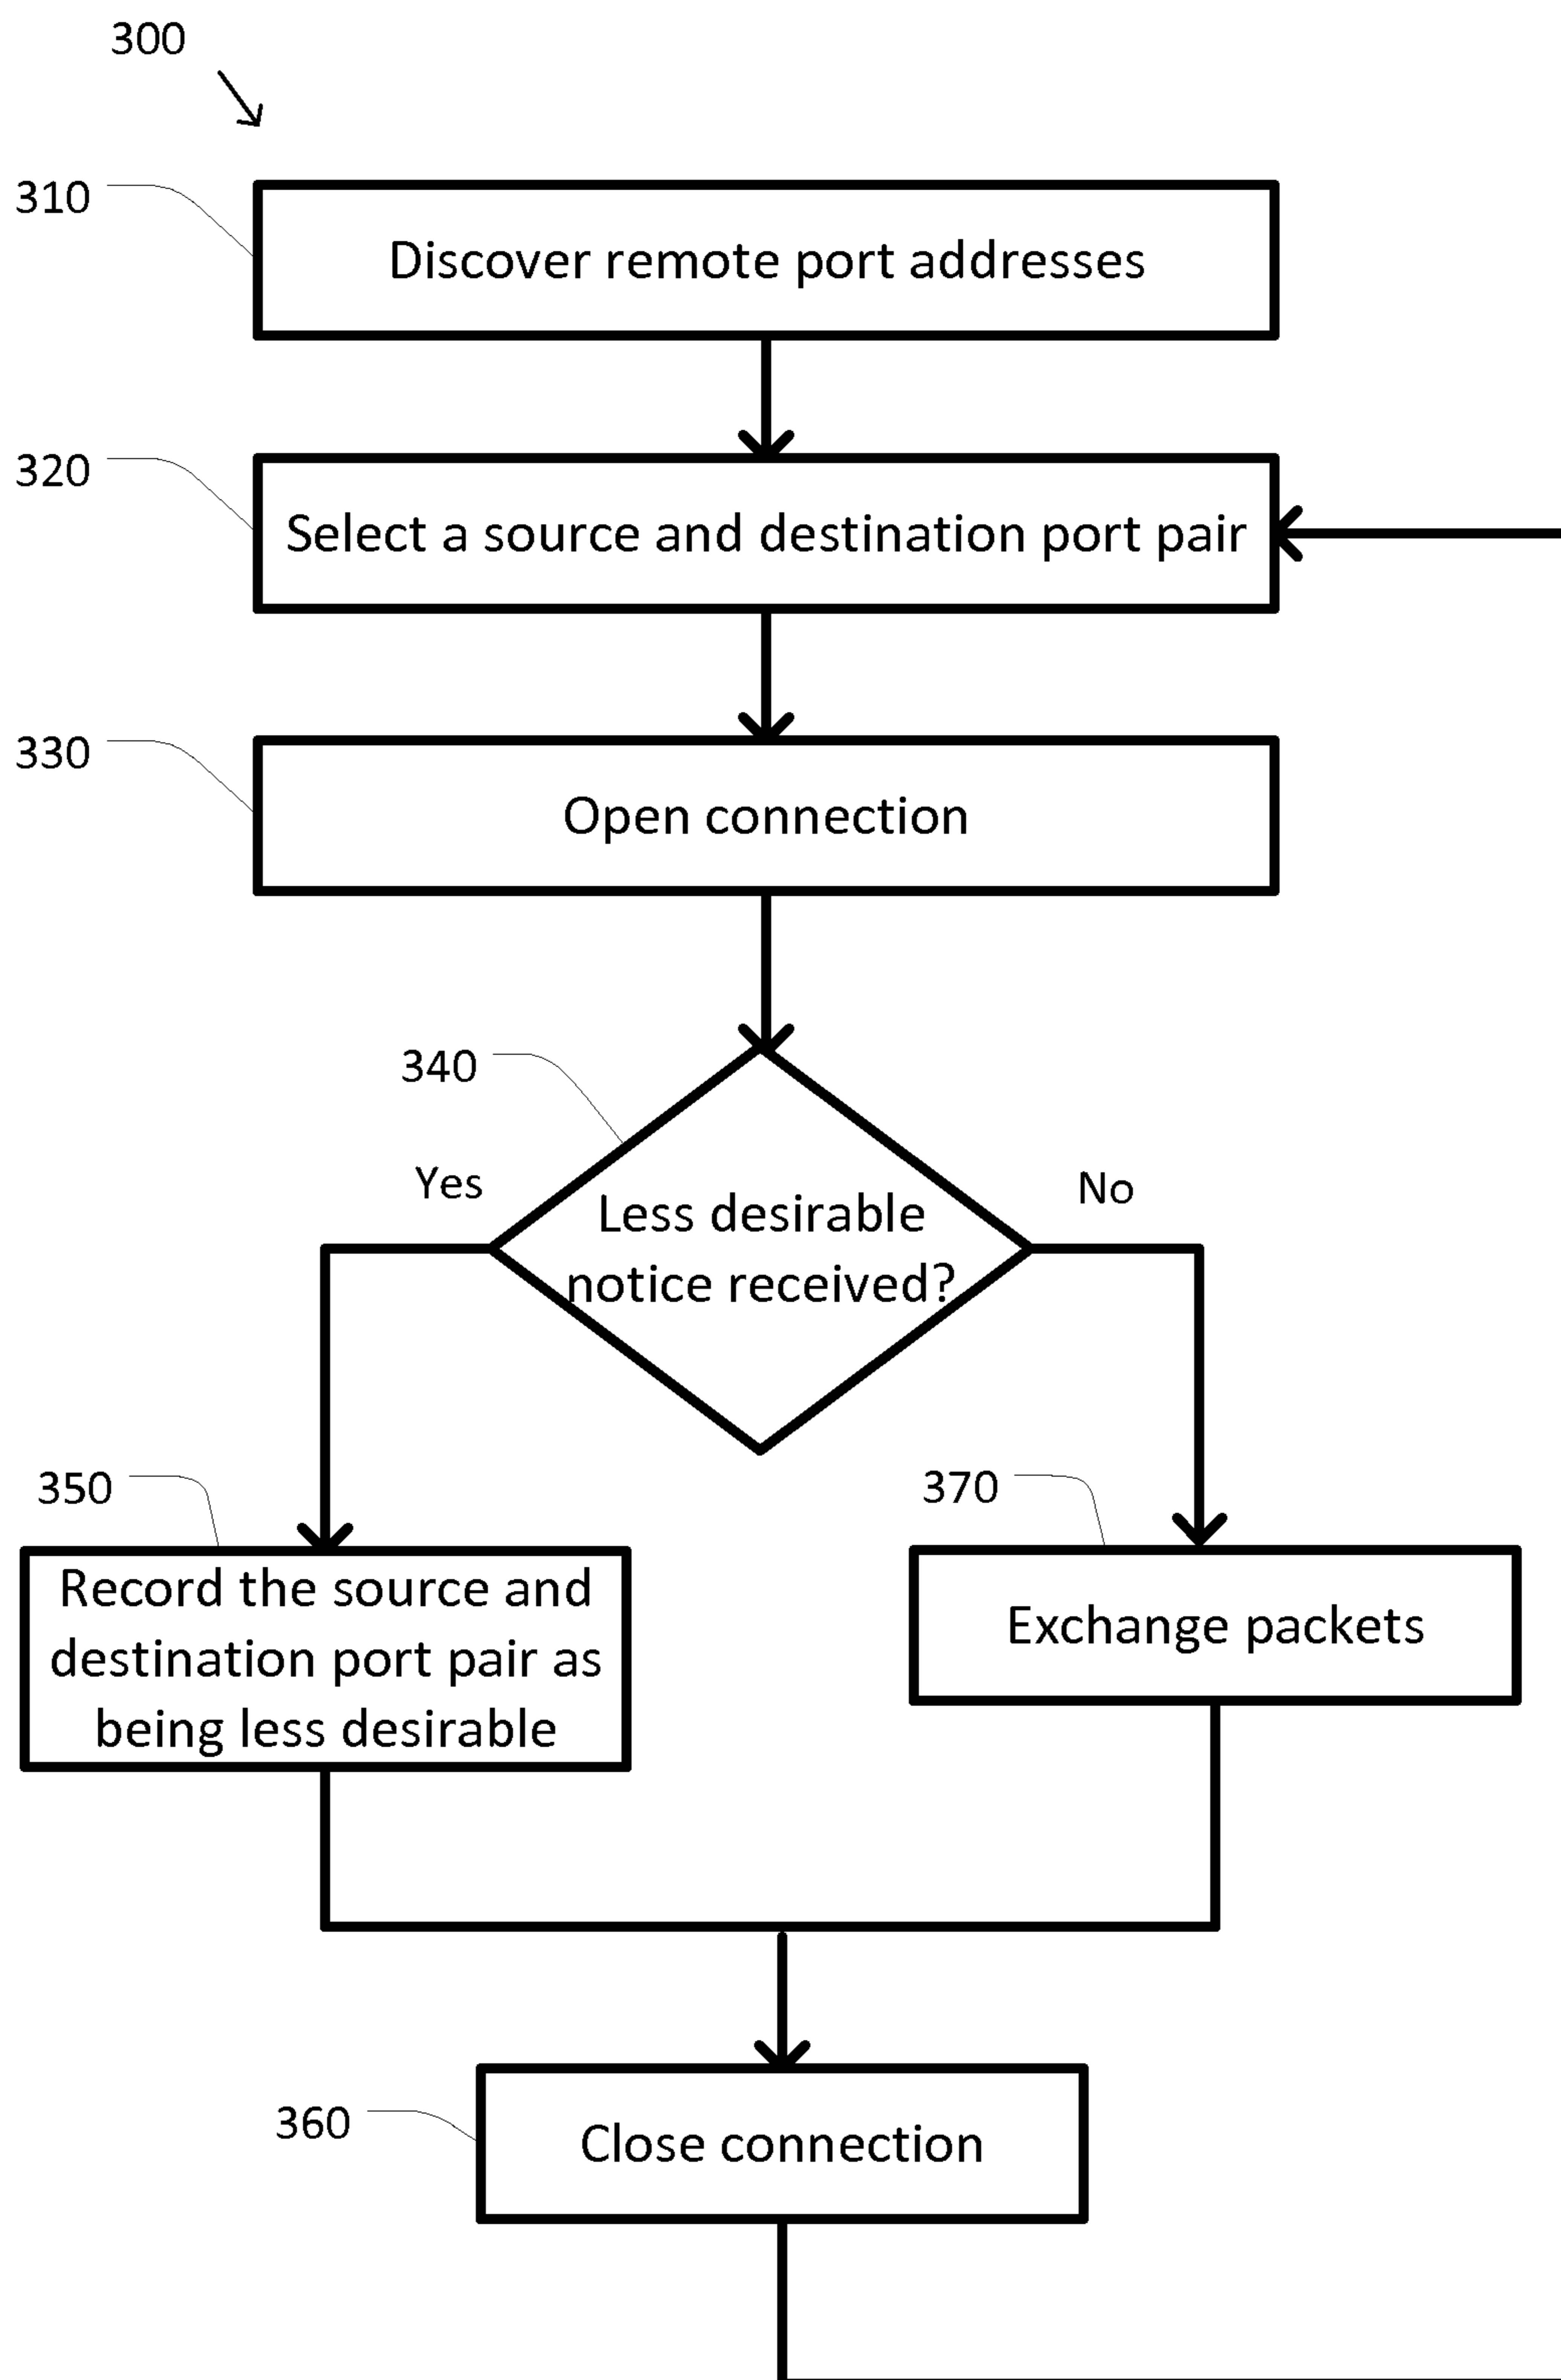 300
310
Discover remote port addresses
320
Select a source and destination port pair
330
Open connection
340
Yes
No
Less desirable
notice received?
350
370
Record the source and
destination port pair as
being less desirable
Exchange packets
360
Close connection